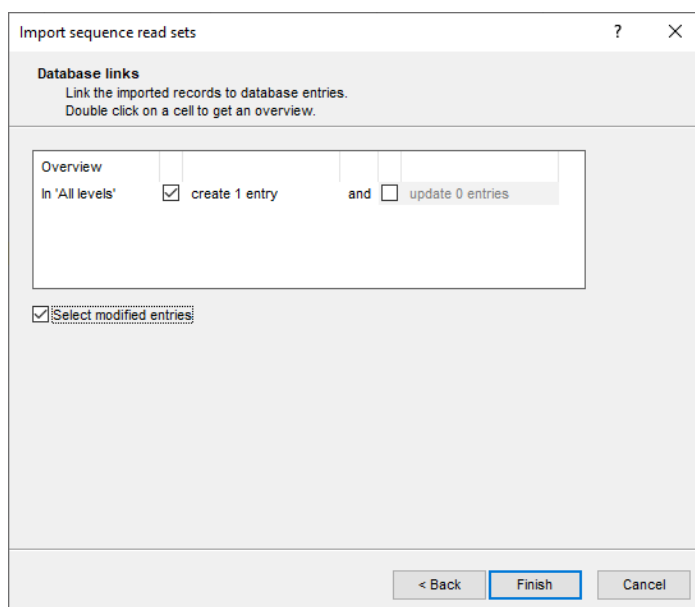 Import sequence read sets
?
Database links
Link the imported records to database entries.
Double click on a cell to get an overview.
Overview
In 'All levels' create 1 entry and update 0 entries
Select modified entries
< Back Finish Cancel